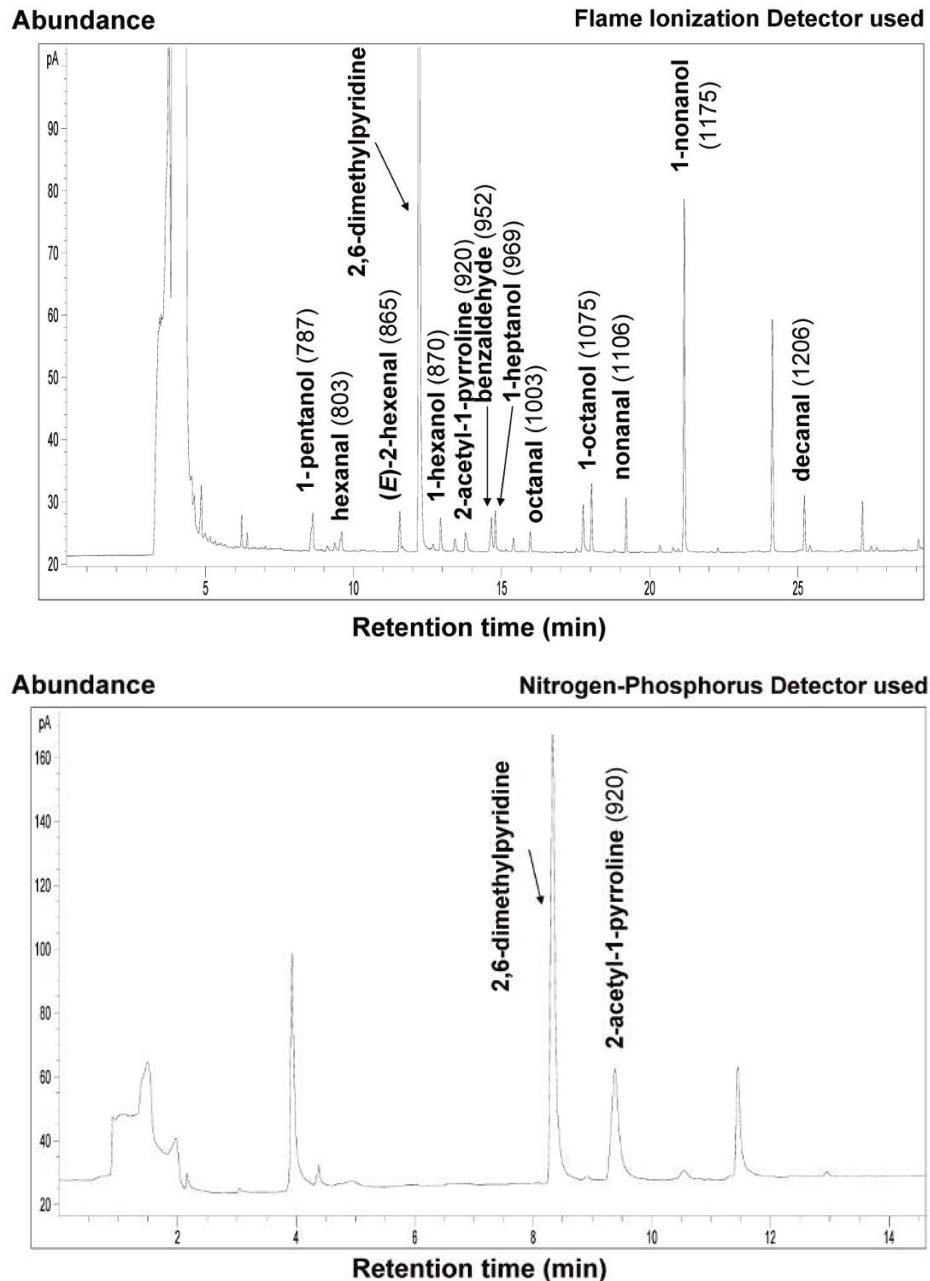 Abundance
Flame Ionization Detector used
pA
90
80
70
60
50
40
30
20
1-pentanol (787)
hexanal (803)
2,6-dimethylpyridine
(E)-2-hexenal (865)
1-hexanol (870)
2-acetyl-1-pyrroline (920)
benzaldehyde (952)
1-heptanol (969)
octanal (1003)
1-octanol (1075)
nonanal (1106)
1-nonanol
(1175)
decanal (1206)
5
10
15
20
25
Retention time (min)
Abundance
Nitrogen-Phosphorus Detector used
pA
160
140
120
100
80
60
40
20
2,6-dimethylpyridine
2-acetyl-1-pyrroline (920)
2
4
6
8
10
12
14
Retention time (min)